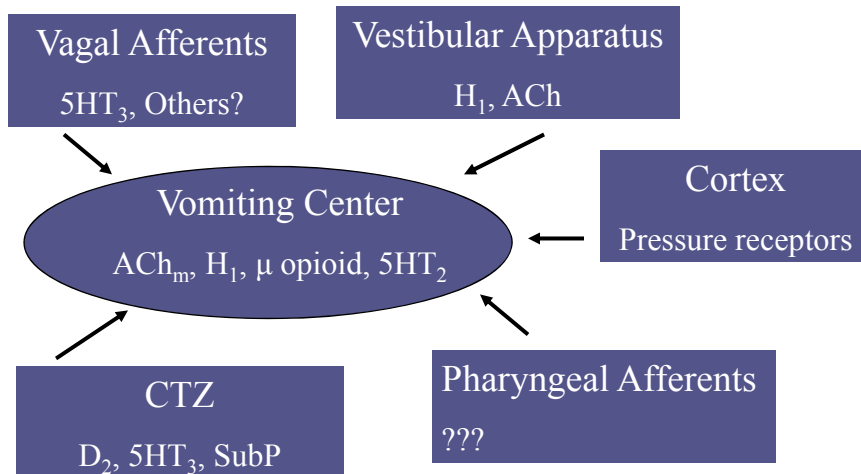 Vagal Afferents
5HT₃, Others?
Vestibular Apparatus
H₁, ACh
Cortex
Pressure receptors
Vomiting Center
AChₘ, H₁, μ opioid, 5HT₂
CTZ
D₂, 5HT₃, SubP
Pharyngeal Afferents
???